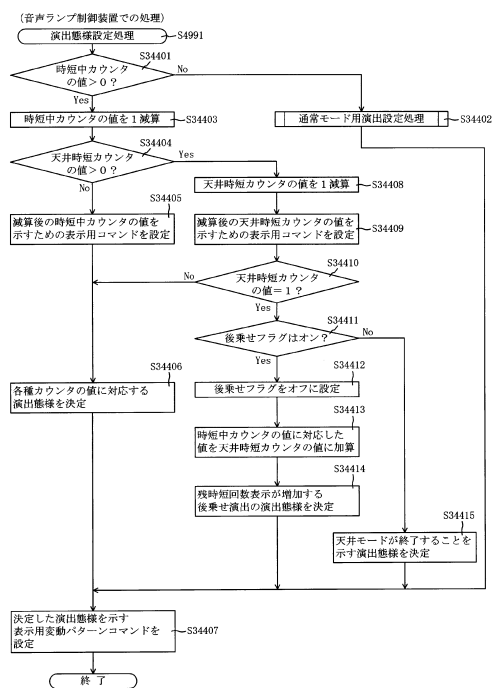 (音声ランプ制御装置での処理)
演出態様設定処理
S4991
S34401
時短中カウンタ
の値>0?
No
Yes
時短中カウンタの値を1減算
S34403
通常モード用演出設定処理
S34402
S34404
天井時短カウンタ
の値>0?
Yes
No
天井時短カウンタの値を1減算
S34408
S34405
減算後の時短中カウンタの値を
示すための表示用コマンドを設定
減算後の天井時短カウンタの値を
示すための表示用コマンドを設定
S34409
S34410
天井時短カウンタ
の値=1?
No
Yes
S34411
後乗せフラグはオン?
No
Yes
S34406
各種カウンタの値に対応する
演出態様を決定
S34412
後乗せフラグをオフに設定
S34413
時短中カウンタの値に対応した
値を天井時短カウンタの値に加算
S34414
残時短回数表示が増加する
後乗せ演出の演出態様を決定
S34415
天井モードが終了することを
示す演出態様を決定
決定した演出態様を示す
表示用変動パターンコマンドを
設定
S34407
終了